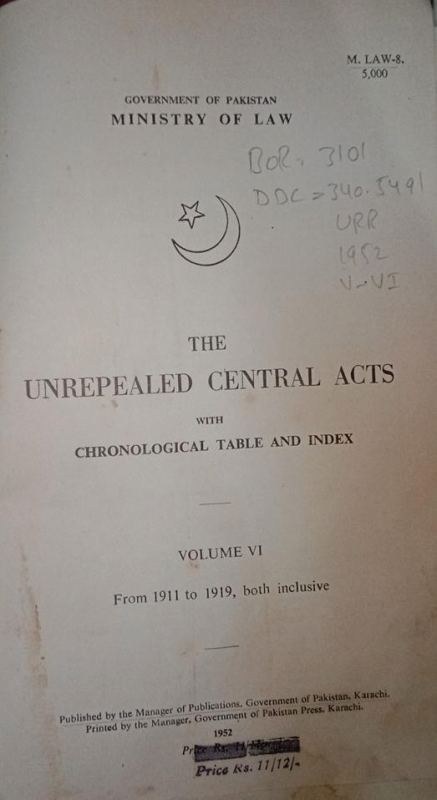 M. LAW-8.
5,000
GOVERNMENT OF PAKISTAN
MINISTRY OF LAW
BOR. 3101
DDC = 340.5491
URR
1952
V-VI
THE
UNREPEALED CENTRAL ACTS
WITH
CHRONOLOGICAL TABLE AND INDEX
VOLUME VI
From 1911 to 1919, both inclusive
Published by the Manager of Publications, Government of Pakistan, Karachi.
Printed by the Manager, Government of Pakistan Press, Karachi.
1952
Price Rs.
Price Rs. 11/12/-